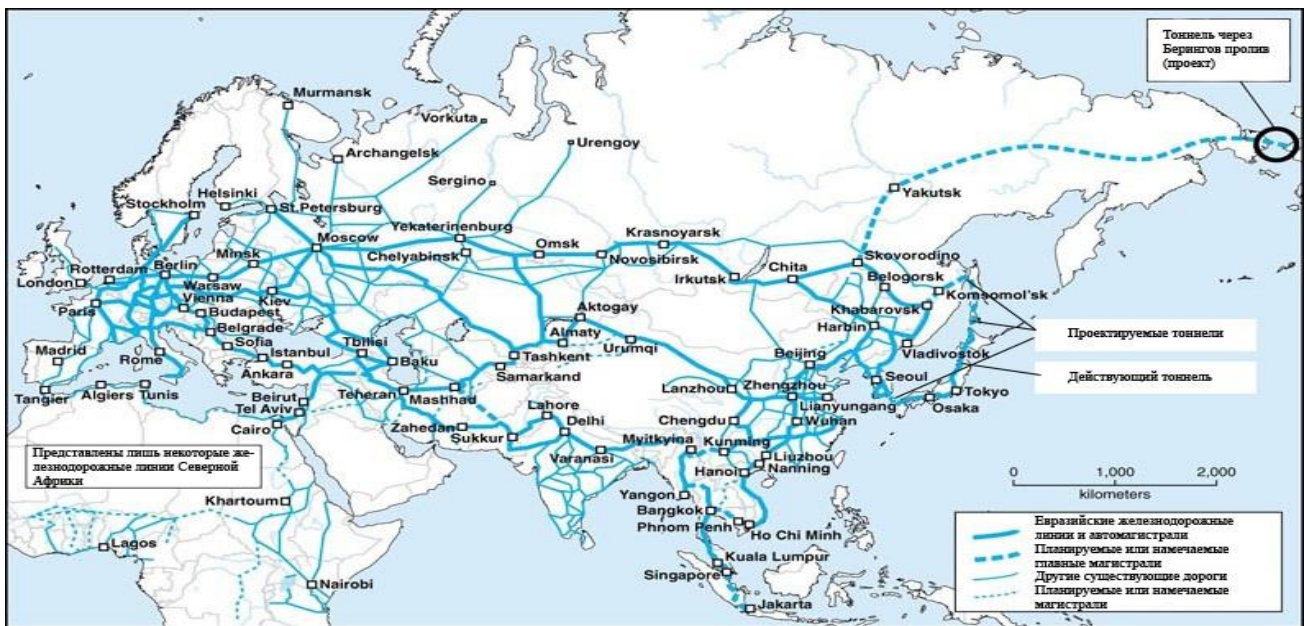 Тоннель через
Берингов пролив
(проект)
Murmansk
Vorkuta
Urengoy
Archangelsk
Sergino
Yakutsk
Helsinki
Stockholm
St.Petersburg
Yekaterinenburg
Krasnoyarsk
Moscow
Omsk
Skovorodino
Minsk
Chelyabinsk
Novosibirsk
Chita
Berlin
Rotterdam
Irkutsk
Belogorsk
London
Warsaw
Komsomol'sk
Vienna
Kiev
Aktogay
Khabarovsk
Paris
Budapest
Harbin
Проектируемые тоннели
Belgrade
Almaty
Sofia
Tbilisi
Urumqi
Vladivostok
Madrid
Rome
Istanbul
Baku
Tashkent
Beijing
Действующий тоннель
Ankara
Samarkand
Seoul
Lanzhou
Zhengzhou
Tokyo
Tangier
Algiers
Tunis
Beirut
Teheran
Mashhad
Lianyungang
Osaka
Tel Aviv
Lahore
Chengdu
Wuhan
Cairo
Zahedan
Delhi
Sukkur
Myitkyina
Kunming
Представлены лишь некоторые же-
лезнодорожные линии Северной
Африки
Varanasi
Liuzhou
Hanoi
Nanning
0 1,000 2,000
kilometers
Khartoum
Yangon
Bangkok
Phnom Penh
Ho Chi Minh
Lagos
Kuala Lumpur
Singapore
Nairobi
Jakarta
Евразийские железнодорожные
линии и автомагистрали
Планируемые или намечаемые
главные магистрали
Другие существующие дороги
Планируемые или намечаемые
магистрали